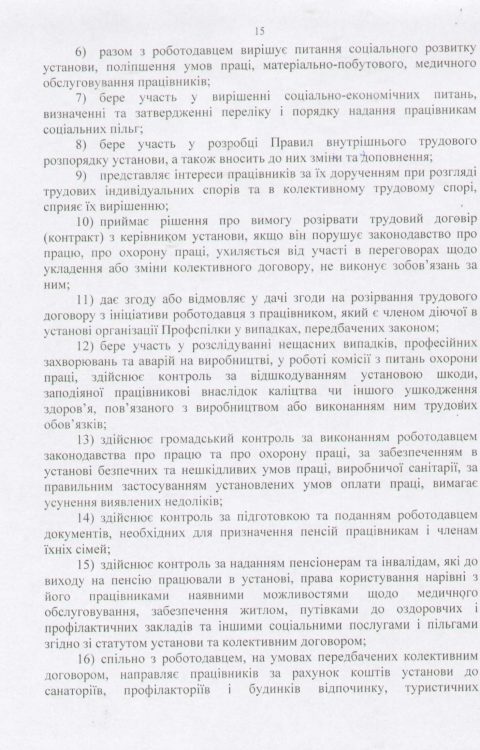 15
6) разом з роботодавцем вирішує питання соціального розвитку
установи, поліпшення умов праці, матеріально-побутового, медичного
обслуговування працівників;
7) бере участь у вирішенні соціально-економічних питань,
визначенні та затвердженні переліку і порядку надання працівникам
соціальних пільг;
8) бере участь у розробці Правил внутрішнього трудового
розпорядку установи, а також вносить до них зміни та доповнення;
9) представляє інтереси працівників за їх дорученням при розгляді
трудових індивідуальних спорів та в колективному трудовому спорі,
сприяє їх вирішенню;
10) приймає рішення про вимогу розірвати трудовий договір
(контракт) з керівником установи, якщо він порушує законодавство про
працю, про охорону праці, ухиляється від участі в переговорах щодо
укладення або зміни колективного договору, не виконує зобов'язань за
ним;
11) дає згоду або відмовляє у дачі згоди на розірвання трудового
договору з ініціативи роботодавця з працівником, який є членом діючої в
установі організації Профспілки у випадках, передбачених законом;
12) бере участь у розслідуванні нещасних випадків, професійних
захворювань та аварій на виробництві, у роботі комісії з питань охорони
праці, здійснює контроль за відшкодуванням установою шкоди,
заподіяної працівникові внаслідок каліцтва чи іншого ушкодження
здоров'я, пов'язаного з виробництвом або виконанням ним трудових
обов'язків;
13) здійснює громадський контроль за виконанням роботодавцем
законодавства про працю та про охорону праці, за забезпеченням в
установі безпечних та нешкідливих умов праці, виробничої санітарії, за
правильним застосуванням установлених умов оплати праці, вимагає
усунення виявлених недоліків;
14) здійснює контроль за підготовкою та поданням роботодавцем
документів, необхідних для призначення пенсій працівникам і членам
їхніх сімей;
15) здійснює контроль за наданням пенсіонерам та інвалідам, які до
виходу на пенсію працювали в установі, права користування нарівні з
його працівниками наявними можливостями щодо медичного
обслуговування, забезпечення житлом, путівками до оздоровчих і
профілактичних закладів та іншими соціальними послугами і пільгами
згідно зі статутом установи та колективним договором;
16) спільно з роботодавцем, на умовах передбачених колективним
договором, направляє працівників за рахунок коштів установи до
санаторіїв, профілакторіїв і будинків відпочинку, туристичних